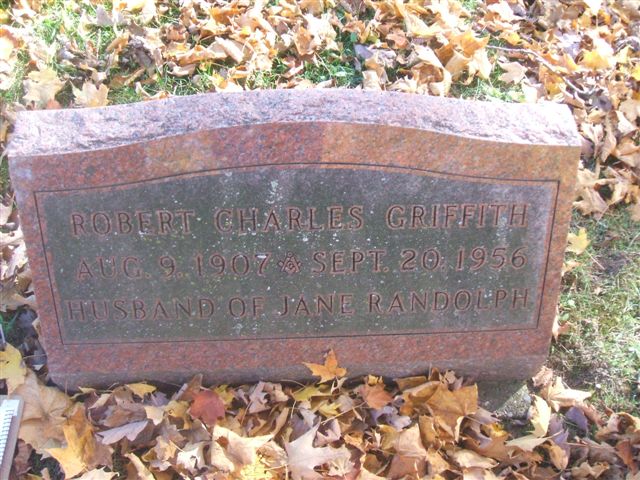 ROBERT CHARLES GRIFFITH
AUG. 9, 1907 SEPT. 20, 1956
HUSBAND OF JANE RANDOLPH